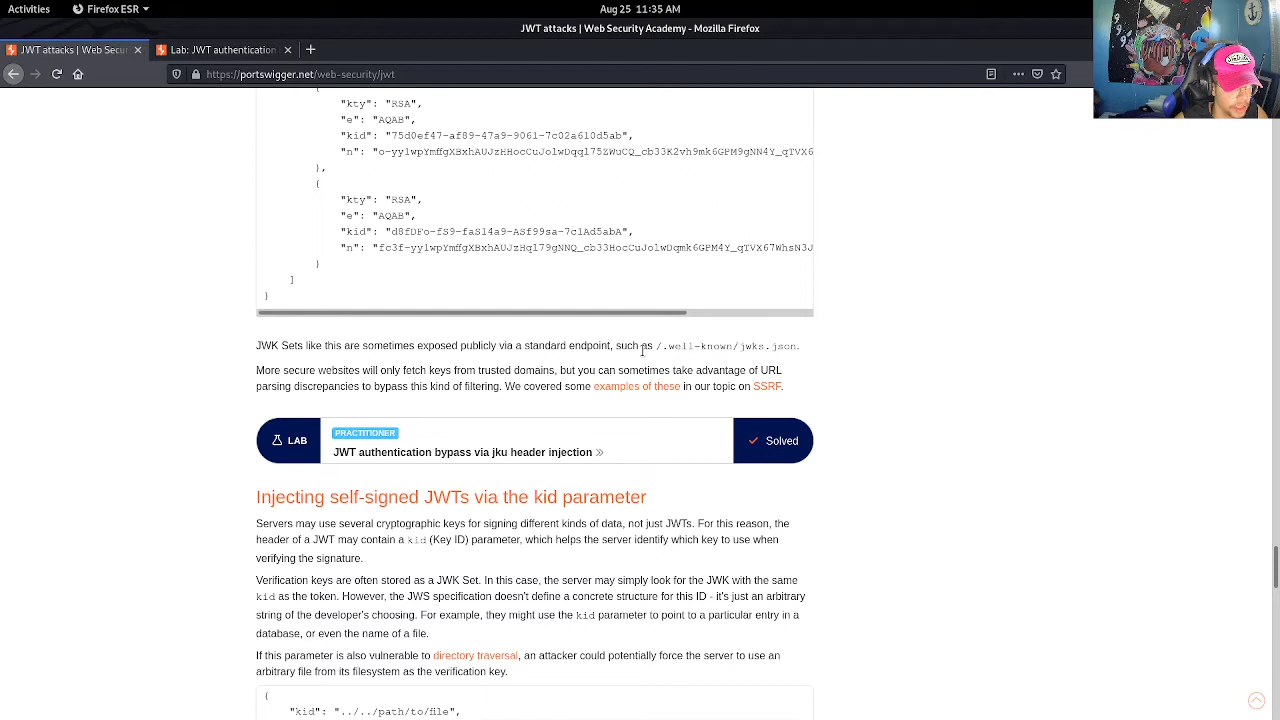 Activities
Firefox ESR
Aug 25 11:35 AM
JWT attacks | Web Security Academy - Mozilla Firefox
JWT attacks | Web Secur
Lab: JWT authentication
https://portswigger.net/web-security/jwt
{
"kty": "RSA",
"e": "AQAB",
"kid": "75d0ef47-af89-47a9-9061-7c02a610d5ab",
"n": "o-yy1wpYmffgXBxhAUJzHHocCuJolwDqql75ZWuCQ_cb33K2vh9mk6GPM9gNN4Y_qTVX6
},
{
"kty": "RSA",
"e": "AQAB",
"kid": "d8fDFo-fS9-faS14a9-ASf99sa-7c1Ad5abA",
"n": "fc3f-yy1wpYmffgXBxhAUJzHql79gNNQ_cb33HocCuJolwDqmk6GPM4Y_qTVX67WhsN3J
}
]
}
JWK Sets like this are sometimes exposed publicly via a standard endpoint, such as /.well-known/jwks.json.
More secure websites will only fetch keys from trusted domains, but you can sometimes take advantage of URL
parsing discrepancies to bypass this kind of filtering. We covered some examples of these in our topic on SSRF.
LAB
PRACTITIONER
JWT authentication bypass via jku header injection »
Solved
Injecting self-signed JWTs via the kid parameter
Servers may use several cryptographic keys for signing different kinds of data, not just JWTs. For this reason, the
header of a JWT may contain a kid (Key ID) parameter, which helps the server identify which key to use when
verifying the signature.
Verification keys are often stored as a JWK Set. In this case, the server may simply look for the JWK with the same
kid as the token. However, the JWS specification doesn't define a concrete structure for this ID - it's just an arbitrary
string of the developer's choosing. For example, they might use the kid parameter to point to a particular entry in a
database, or even the name of a file.
If this parameter is also vulnerable to directory traversal, an attacker could potentially force the server to use an
arbitrary file from its filesystem as the verification key.
{
"kid": "../../path/to/file",